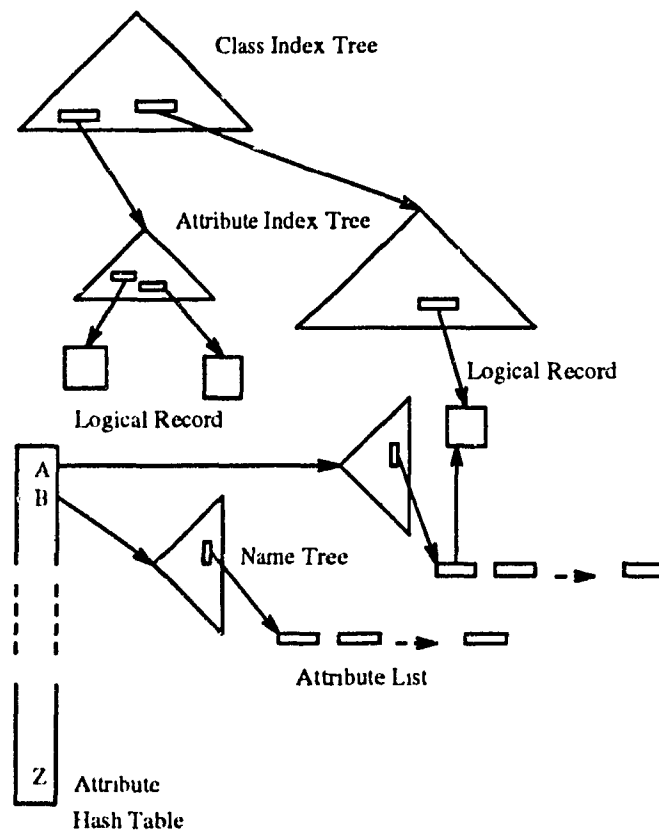 Class Index Tree
Attribute Index Tree
Logical Record
Logical Record
A
B
Name Tree
Attribute List
Z
Attribute
Hash Table